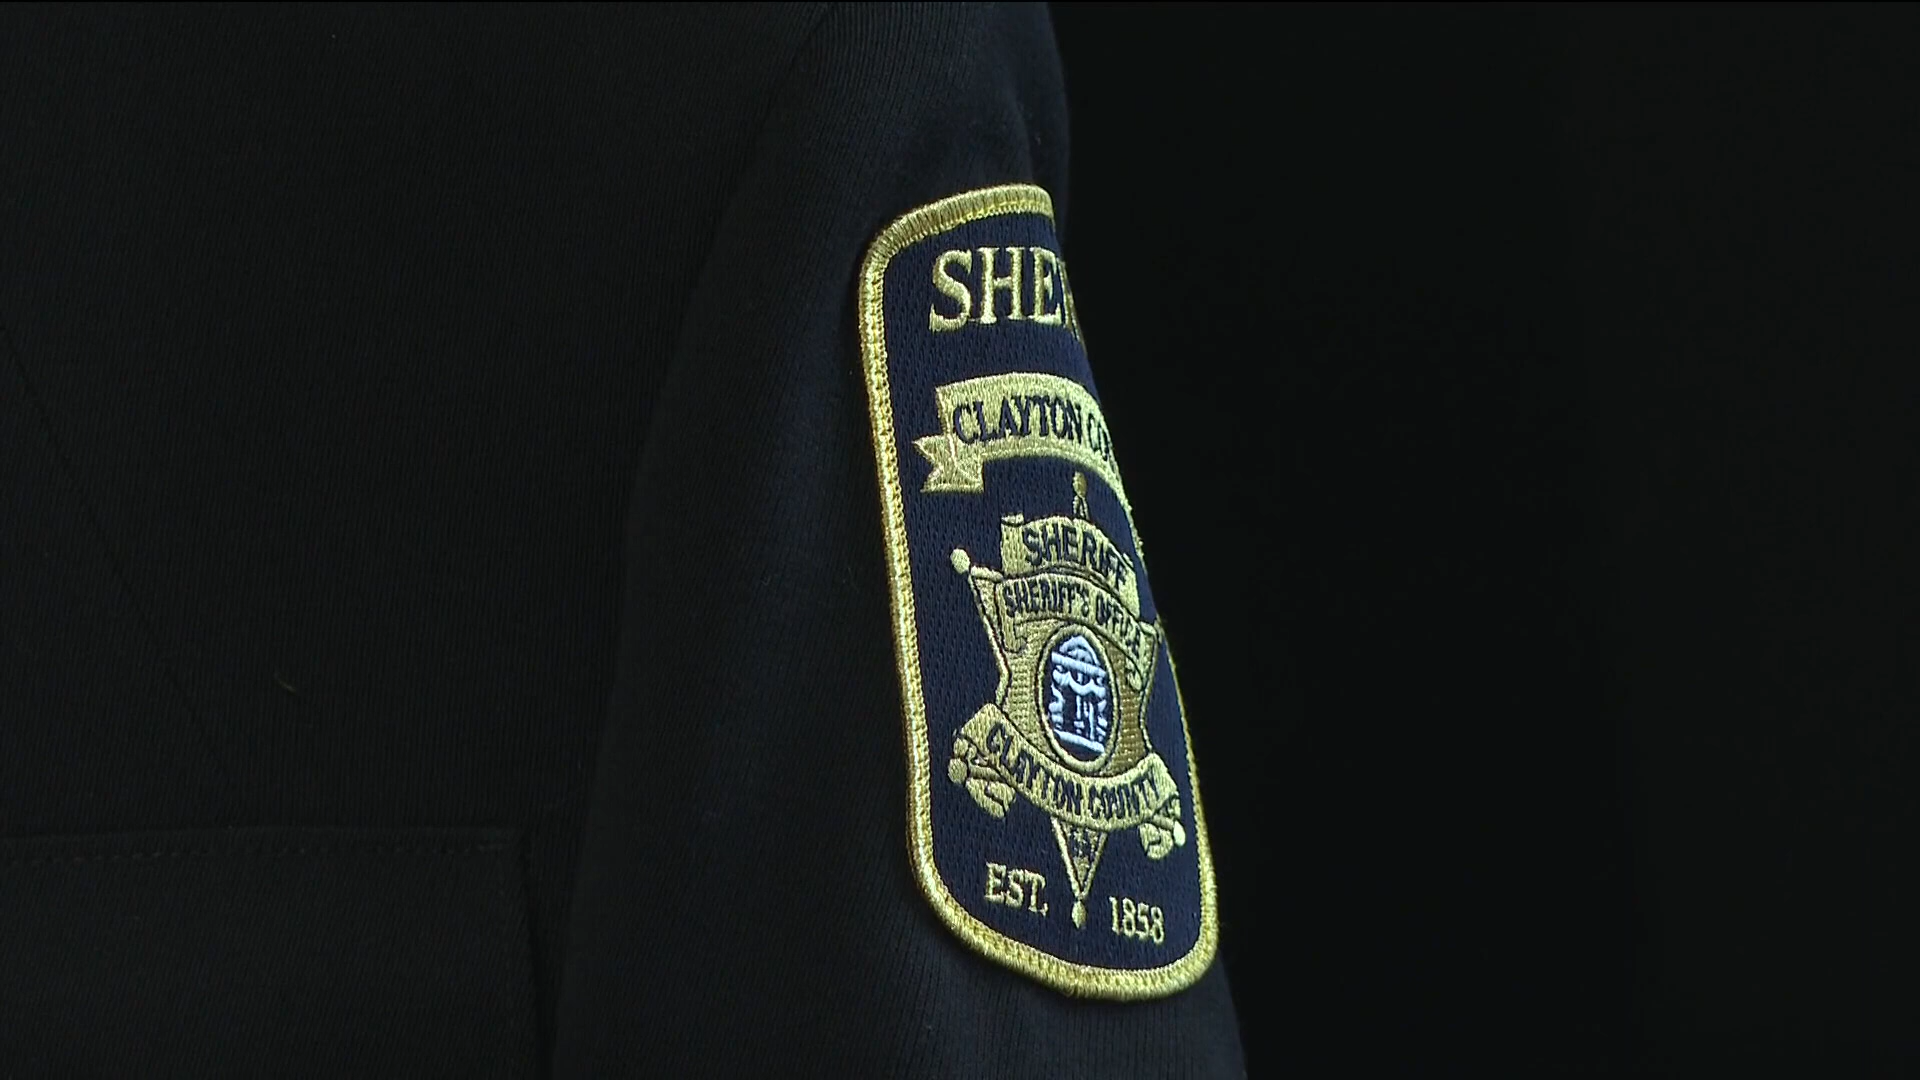 SHE
CLAYTON CO
SHERIFF
SHERIFF'S OFFICE
CLAYTON COUNTY
EST. 1858